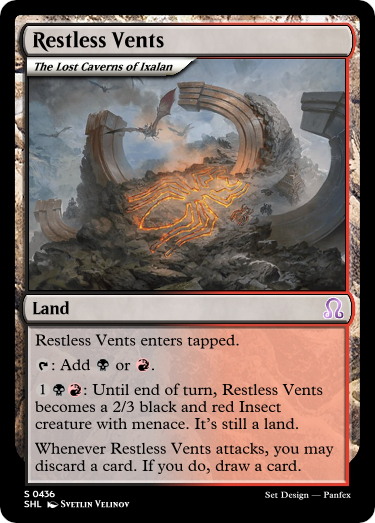 Restless Vents
The Lost Caverns of Ixalan
Land
Restless Vents enters tapped.
: Add or .
1 : Until end of turn, Restless Vents
becomes a 2/3 black and red Insect
creature with menace. It's still a land.
Whenever Restless Vents attacks, you may
discard a card. If you do, draw a card.
S 0436
SHL Svetlin Velinov
Set Design — Panfex